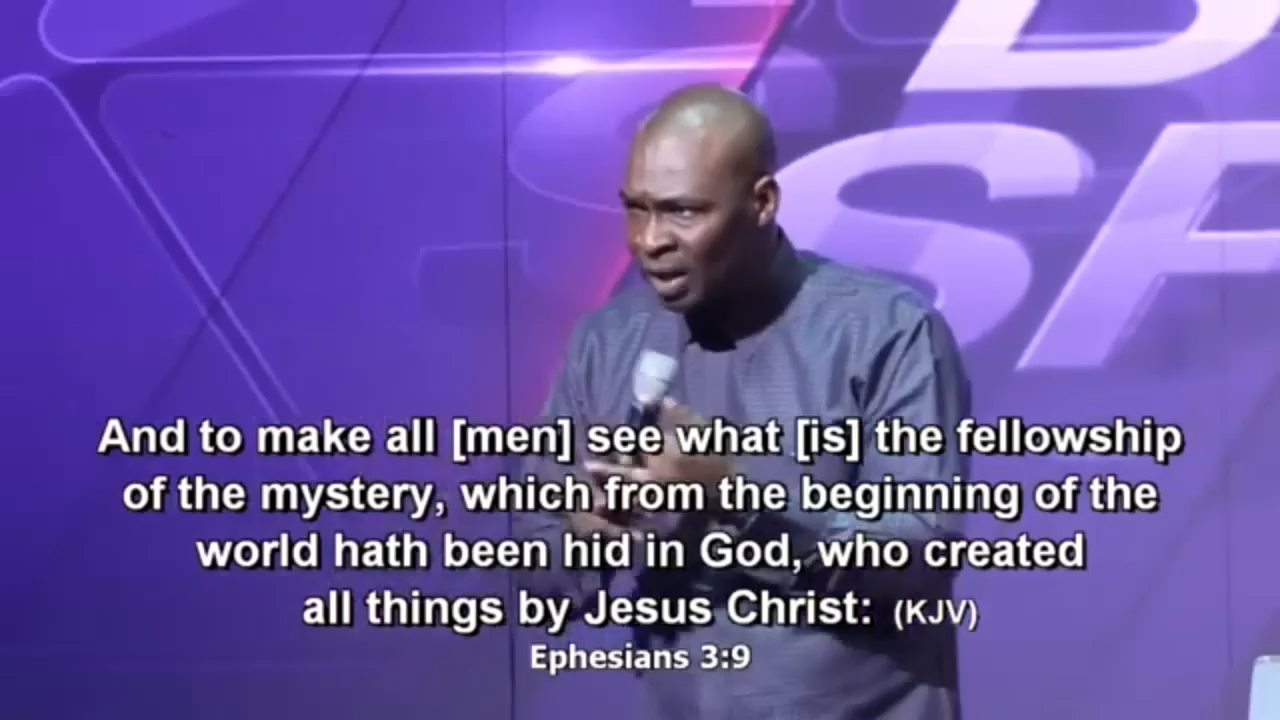 And to make all [men] see what [is] the fellowship
of the mystery, which from the beginning of the
world hath been hid in God, who created
all things by Jesus Christ: (KJV)
Ephesians 3:9